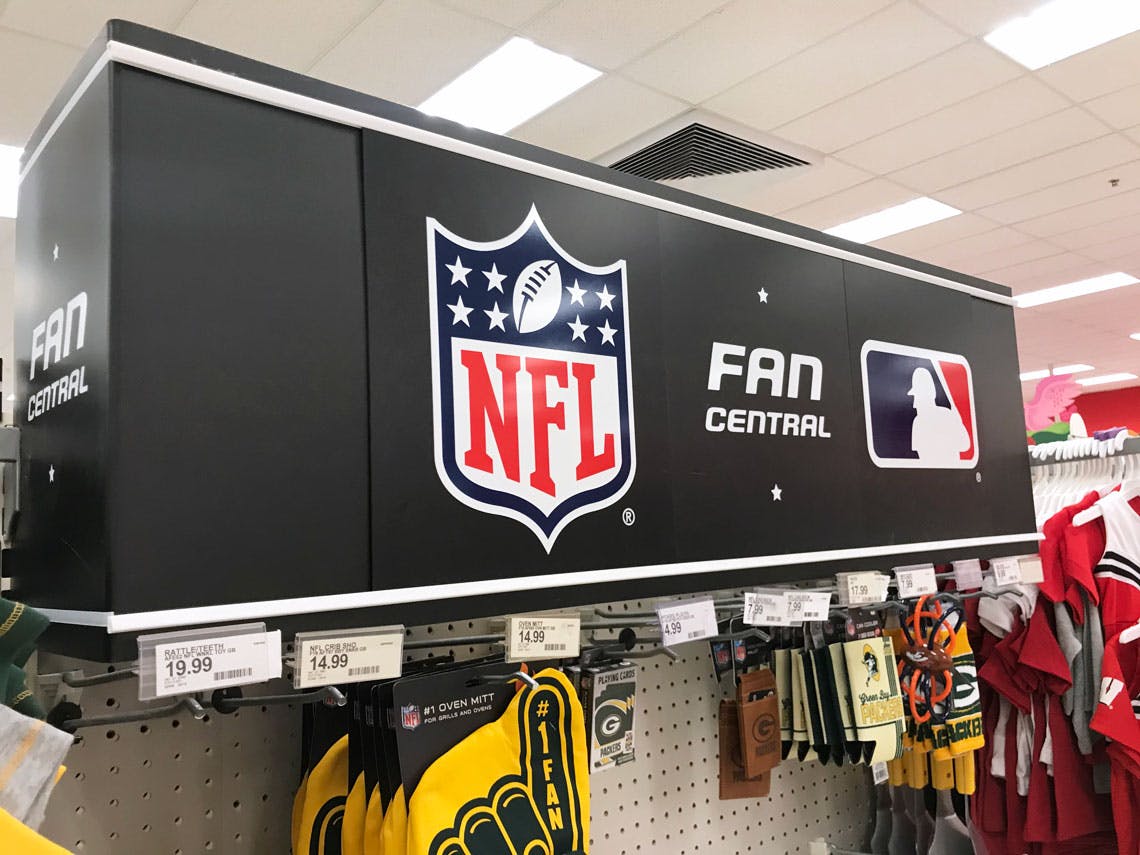 FAN
CENTRAL
NFL
®
FAN
CENTRAL
®
RATTLE/TEETH
19.99
NFL CRIB SHO
14.99
OVEN MITT
14.99
4.99
7.99
7.99
17.99
7.99
#1 OVEN MITT
FOR GRILLS AND OVENS
NFL
#1 FAN
PLAYING CARDS
G
PACKERS
G
Green Bay
PACKERS
G
PACKERS